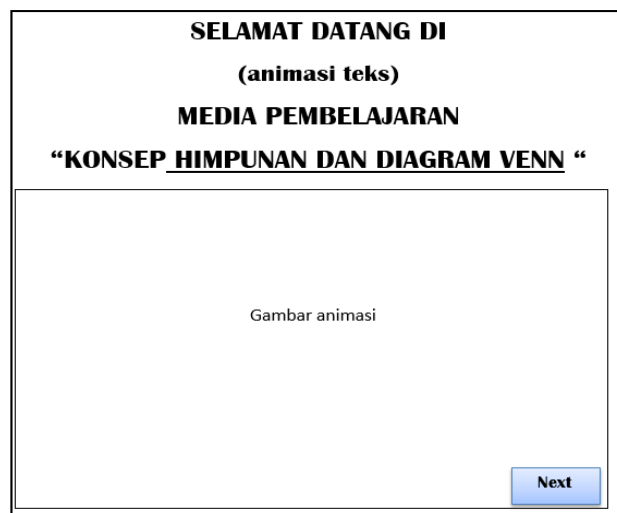 SELAMAT DATANG DI
(animasi teks)
MEDIA PEMBELAJARAN
“KONSEP HIMPUNAN DAN DIAGRAM VENN “
Gambar animasi
Next